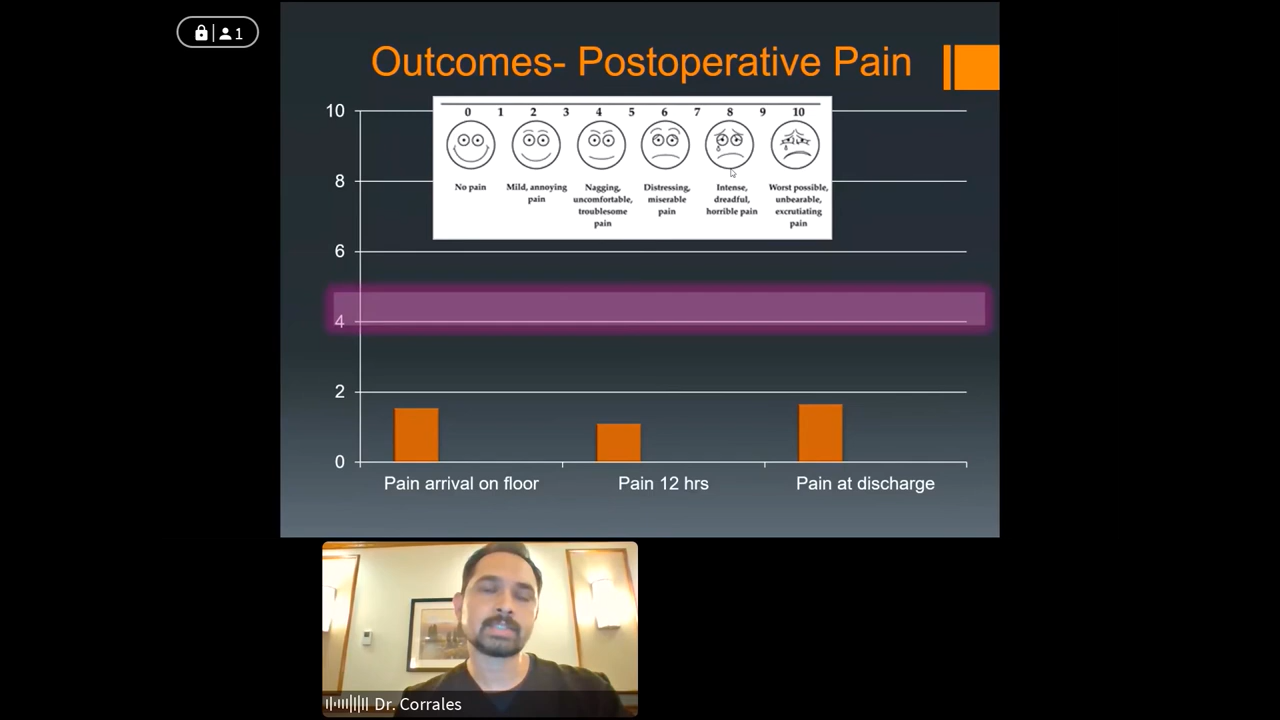 1
Outcomes- Postoperative Pain
10
8
6
4
2
0
0 1 2 3 4 5 6 7 8 9 10
No pain
Mild, annoying
pain
Nagging,
uncomfortable,
troublesome
pain
Distressing,
miserable
pain
Intense,
dreadful,
horrible pain
Worst possible,
unbearable,
excrutiating
pain
Pain arrival on floor
Pain 12 hrs
Pain at discharge
Dr. Corrales